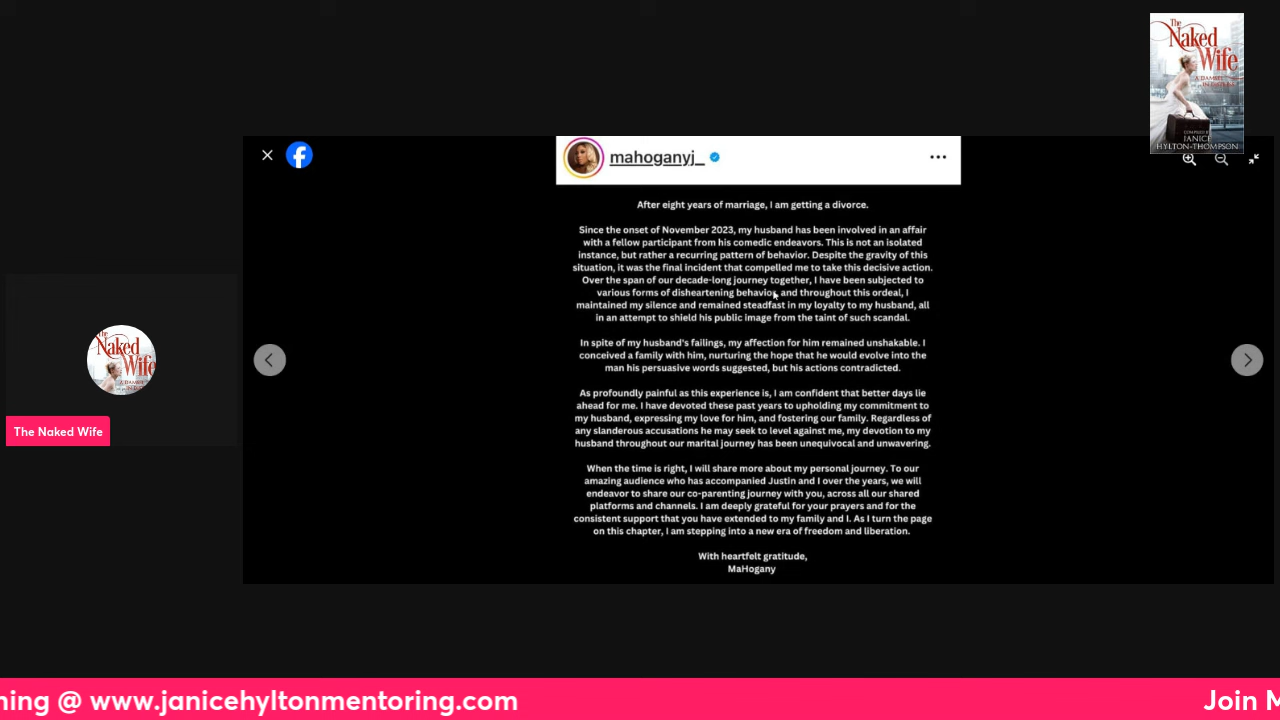 The
Naked
Wife
A DAMSEL
IN DISTRESS
COMPILED BY
JANICE
HYLTON-THOMPSON
mahoganyj_
After eight years of marriage, I am getting a divorce.
Since the onset of November 2023, my husband has been involved in an affair
with a fellow participant from his comedic endeavors. This is not an isolated
instance, but rather a recurring pattern of behavior. Despite the gravity of this
situation, it was the final incident that compelled me to take this decisive action.
Over the span of our decade-long journey together, I have been subjected to
various forms of disheartening behavior, and throughout this ordeal, I
maintained my silence and remained steadfast in my loyalty to my husband, all
in an attempt to shield his public image from the taint of such scandal.
In spite of my husband's failings, my affection for him remained unshakable. I
conceived a family with him, nurturing the hope that he would evolve into the
man his persuasive words suggested, but his actions contradicted.
As profoundly painful as this experience is, I am confident that better days lie
ahead for me. I have devoted these past years to upholding my commitment to
my husband, expressing my love for him, and fostering our family. Regardless of
any slanderous accusations he may seek to level against me, my devotion to my
husband throughout our marital journey has been unequivocal and unwavering.
When the time is right, I will share more about my personal journey. To our
amazing audience who has accompanied Justin and I over the years, we will
endeavor to share our co-parenting journey with you, across all our shared
platforms and channels. I am deeply grateful for your prayers and for the
consistent support that you have extended to my family and I. As I turn the page
on this chapter, I am stepping into a new era of freedom and liberation.
With heartfelt gratitude,
MaHogany
The
Naked
Wife
The Naked Wife
ning @ www.janicehyltonmentoring.com
Join M